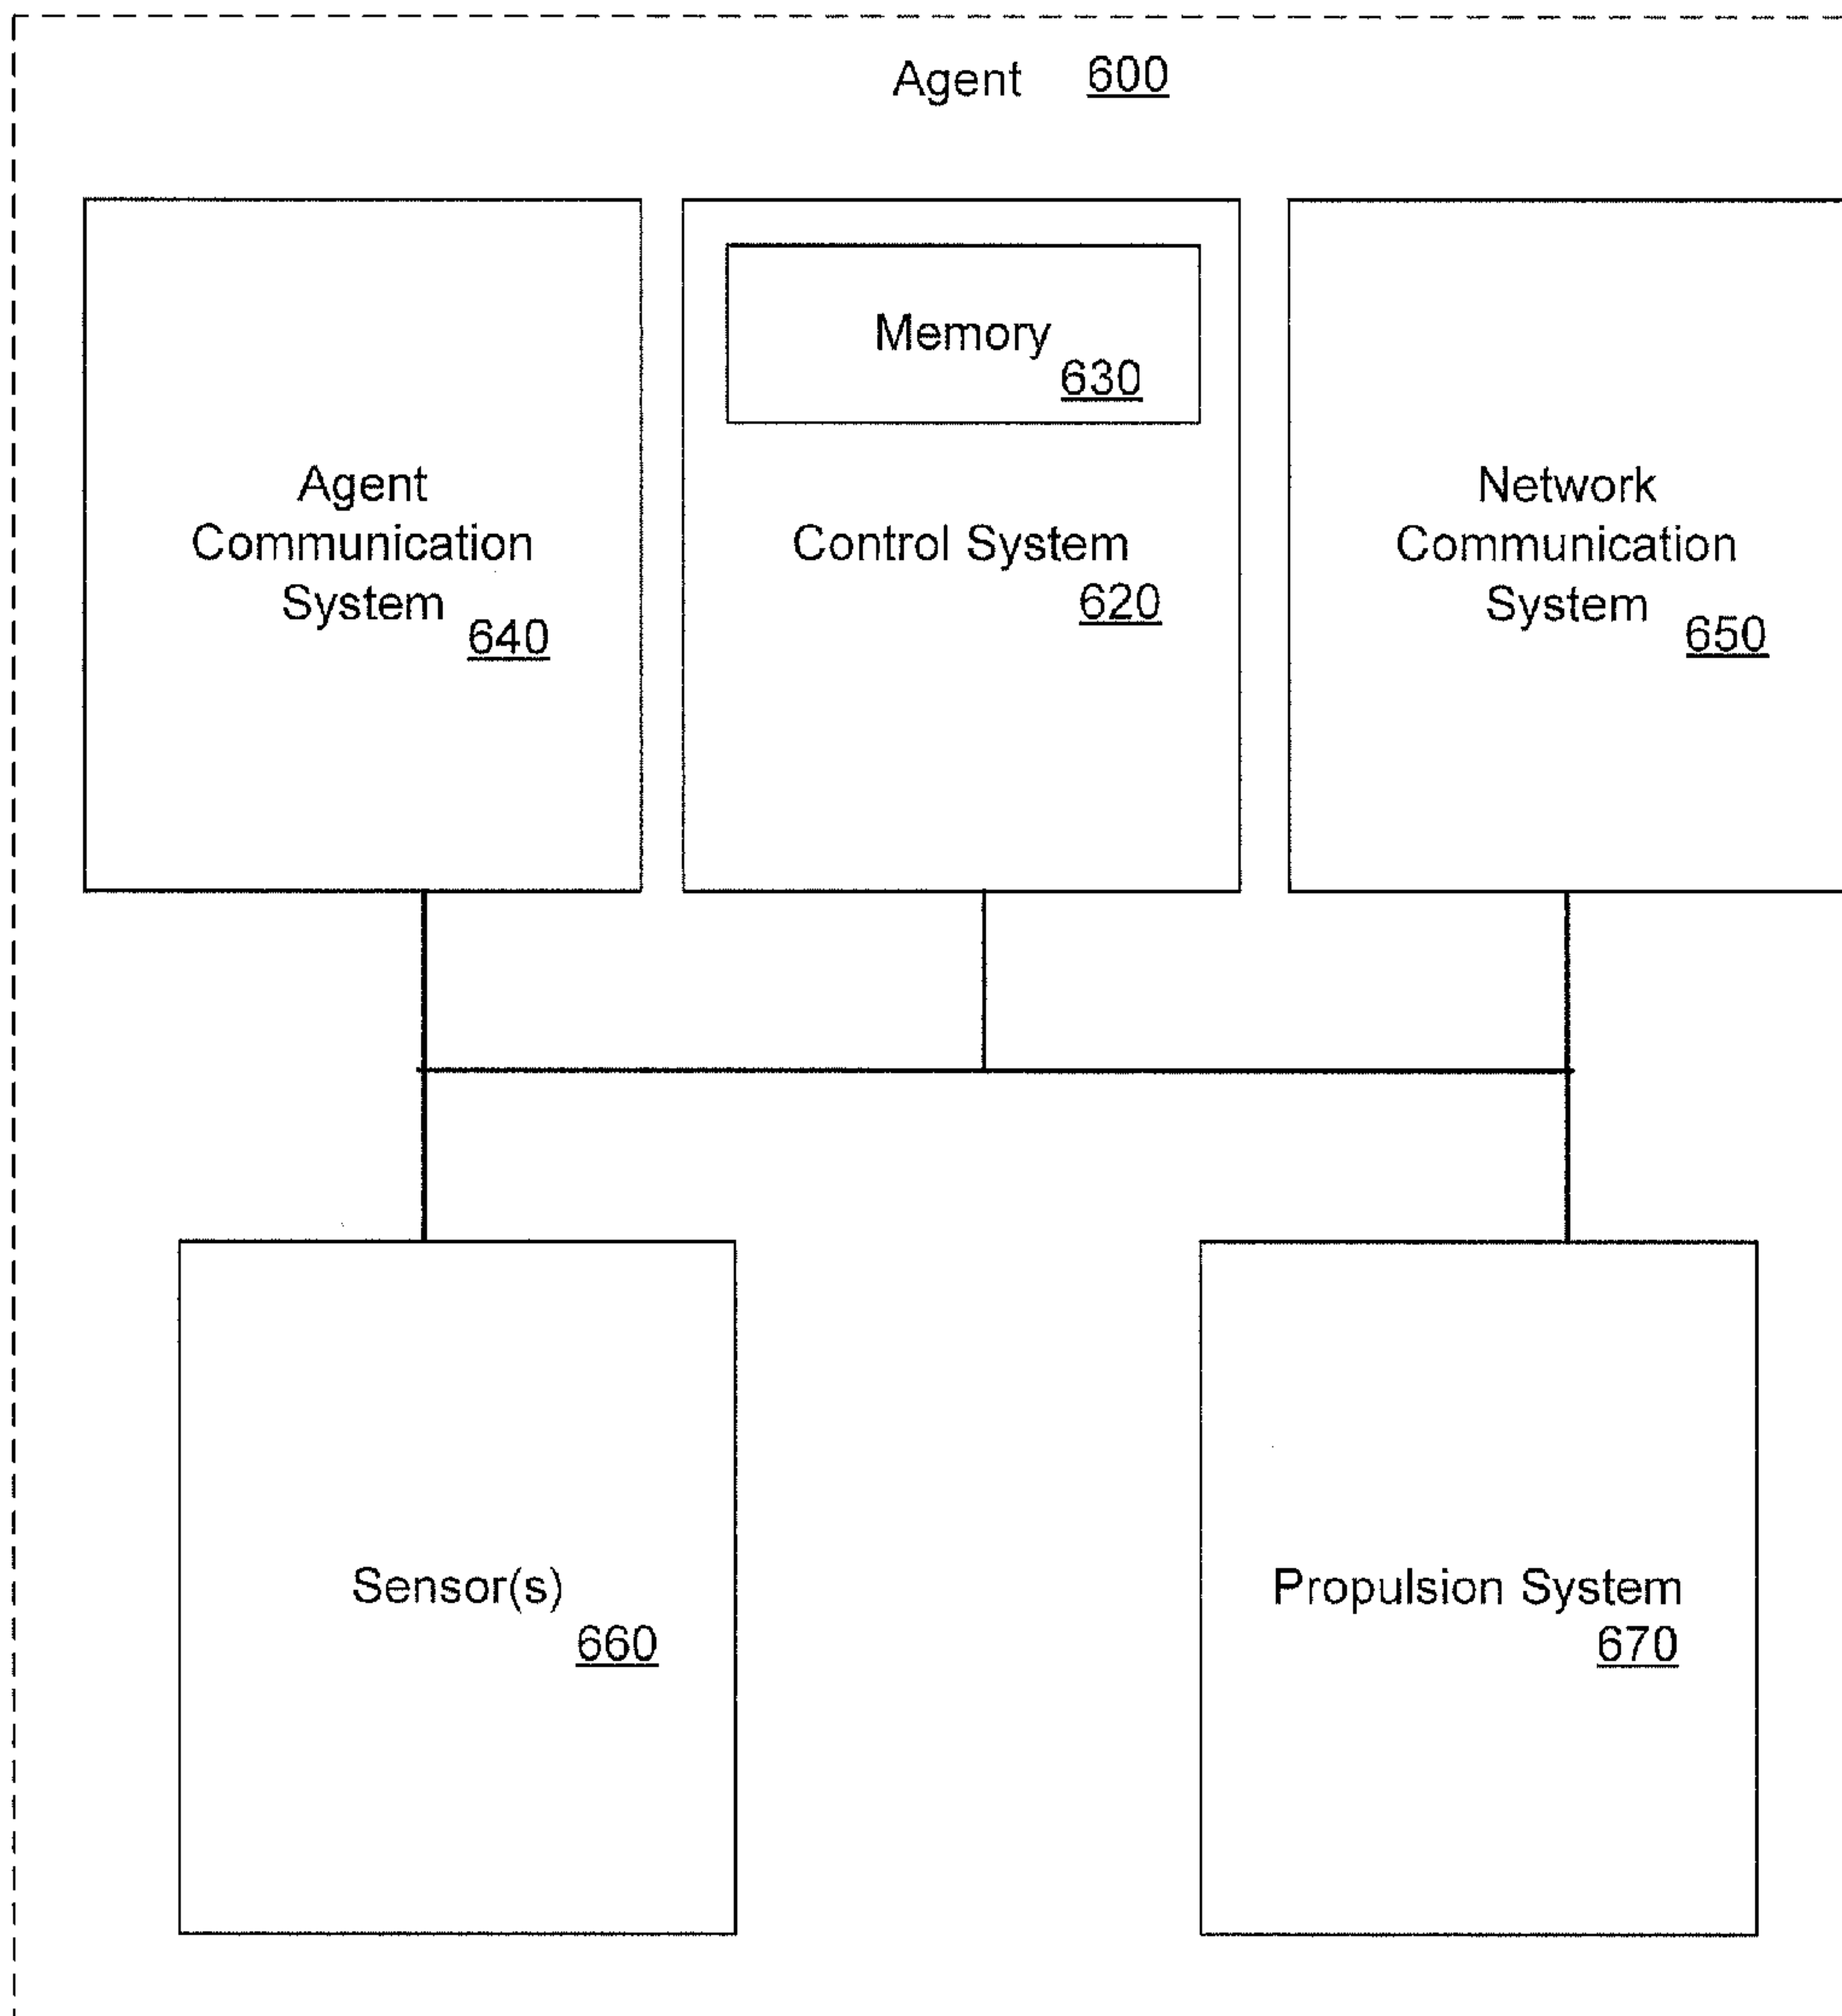 Agent 600
Memory
630
Agent
Communication
System
640
Control System
620
Network
Communication
System
650
Sensor(s)
660
Propulsion System
670